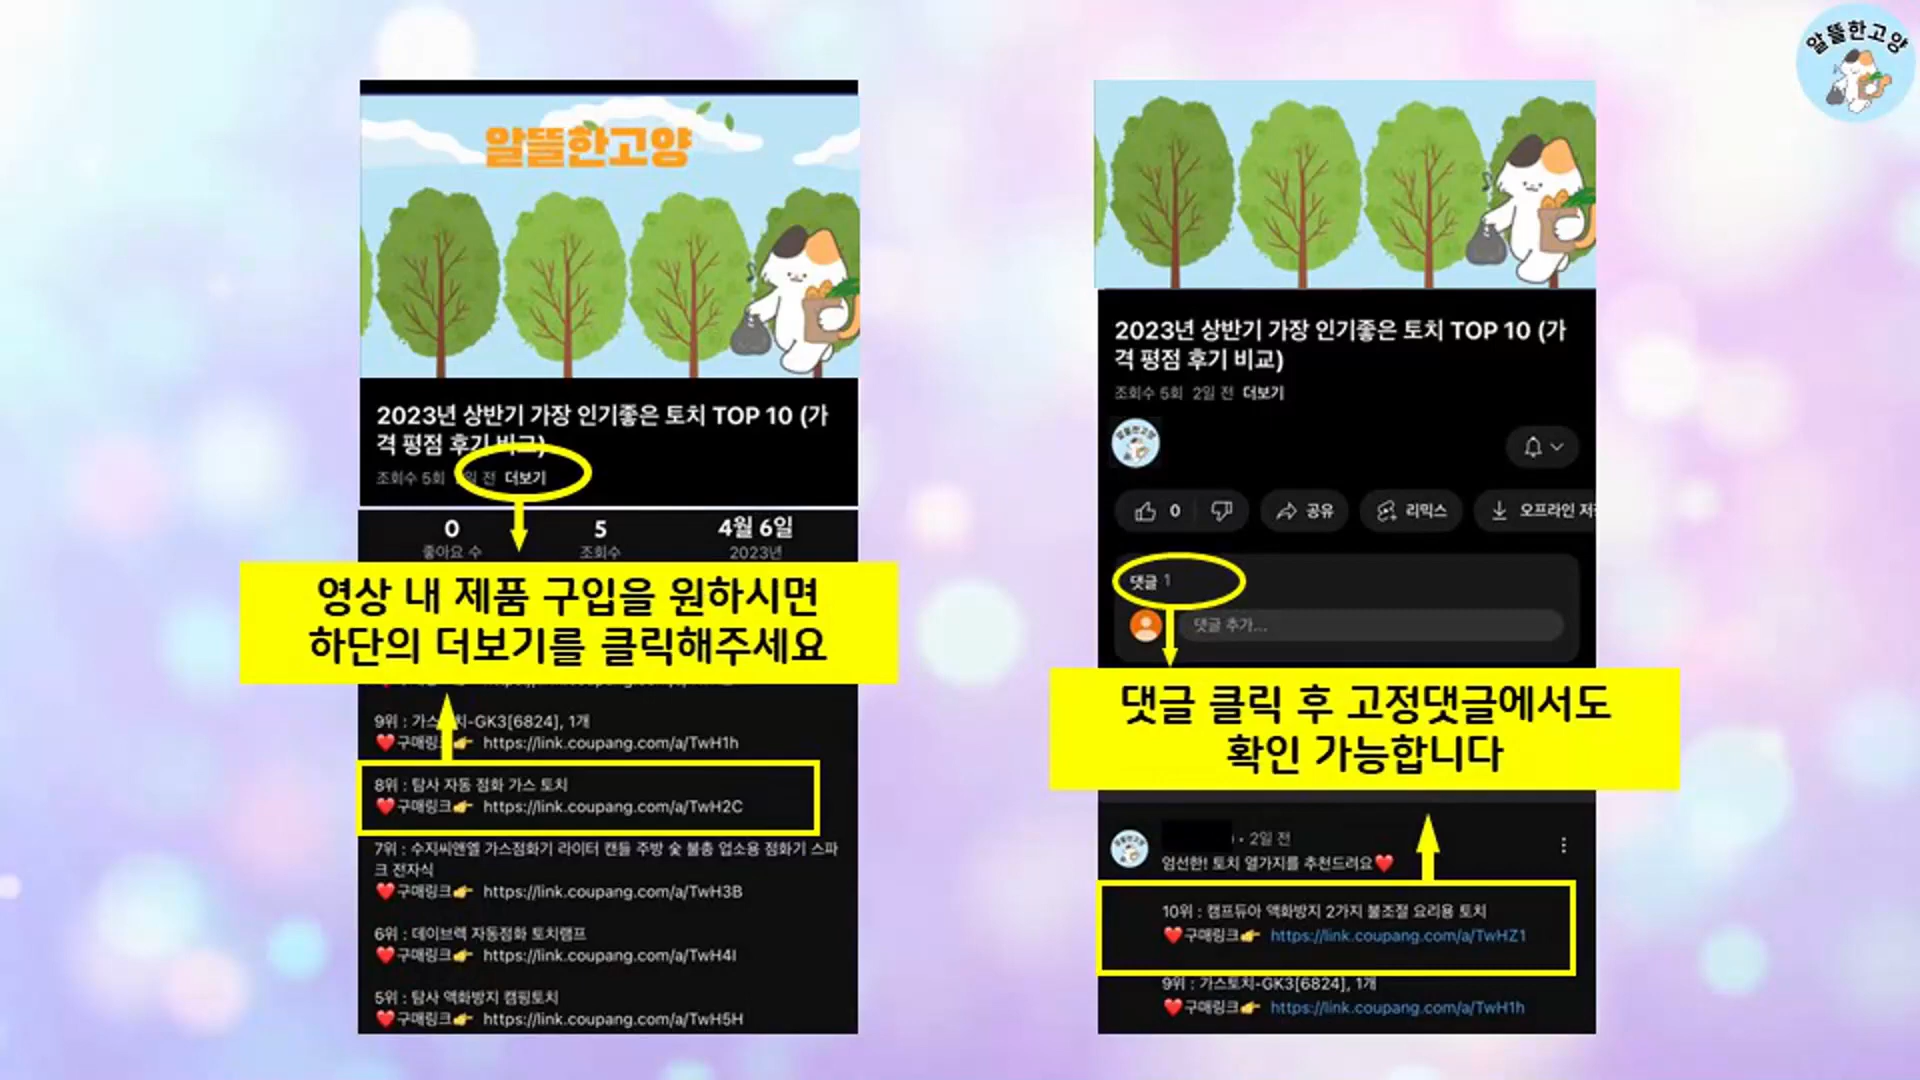 알뜰한고양
알뜰한고양
2023년 상반기 가장 인기좋은 토치 TOP 10 (가
격 평점 후기 비교)
조회수 5회 일 전 더보기
0 5 4월 6일
좋아요 수 조회수 2023년
영상 내 제품 구입을 원하시면
하단의 더보기를 클릭해주세요
9위 : 가스토치-GK3[6824], 1개
❤️구매링크👉 https://link.coupang.com/a/TwH1h
8위 : 탐사 자동 점화 가스 토치
❤️구매링크👉 https://link.coupang.com/a/TwH2C
7위 : 수지씨앤엘 가스점화기 라이터 캔들 주방 숯 불총 업소용 점화기 스파
크 전자식
❤️구매링크👉 https://link.coupang.com/a/TwH3B
6위 : 데이브렉 자동점화 토치램프
❤️구매링크👉 https://link.coupang.com/a/TwH4I
5위 : 탐사 액화방지 캠핑토치
❤️구매링크👉 https://link.coupang.com/a/TwH5H
2023년 상반기 가장 인기좋은 토치 TOP 10 (가
격 평점 후기 비교)
조회수 5회 2일 전 더보기
알뜰한고양
0 공유 리믹스 오프라인 저
댓글 1
댓글 추가...
댓글 클릭 후 고정댓글에서도
확인 가능합니다
알뜰한고양
• 2일 전
엄선한! 토치 열가지를 추천드려요❤️
10위 : 캠프듀아 액화방지 2가지 불조절 요리용 토치
❤️구매링크👉 https://link.coupang.com/a/TwHZ1
9위 : 가스토치-GK3[6824], 1개
❤️구매링크👉 https://link.coupang.com/a/TwH1h